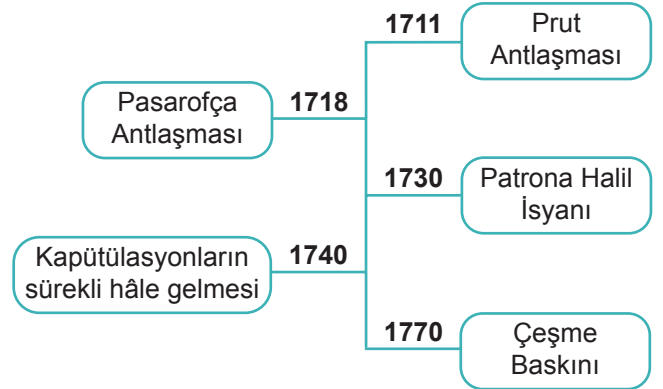 1711
Prut
Antlaşması
Pasarofça
Antlaşması
1718
1730
Patrona Halil
İsyanı
Kapütülasyonların
sürekli hâle gelmesi
1740
1770
Çeşme
Baskını